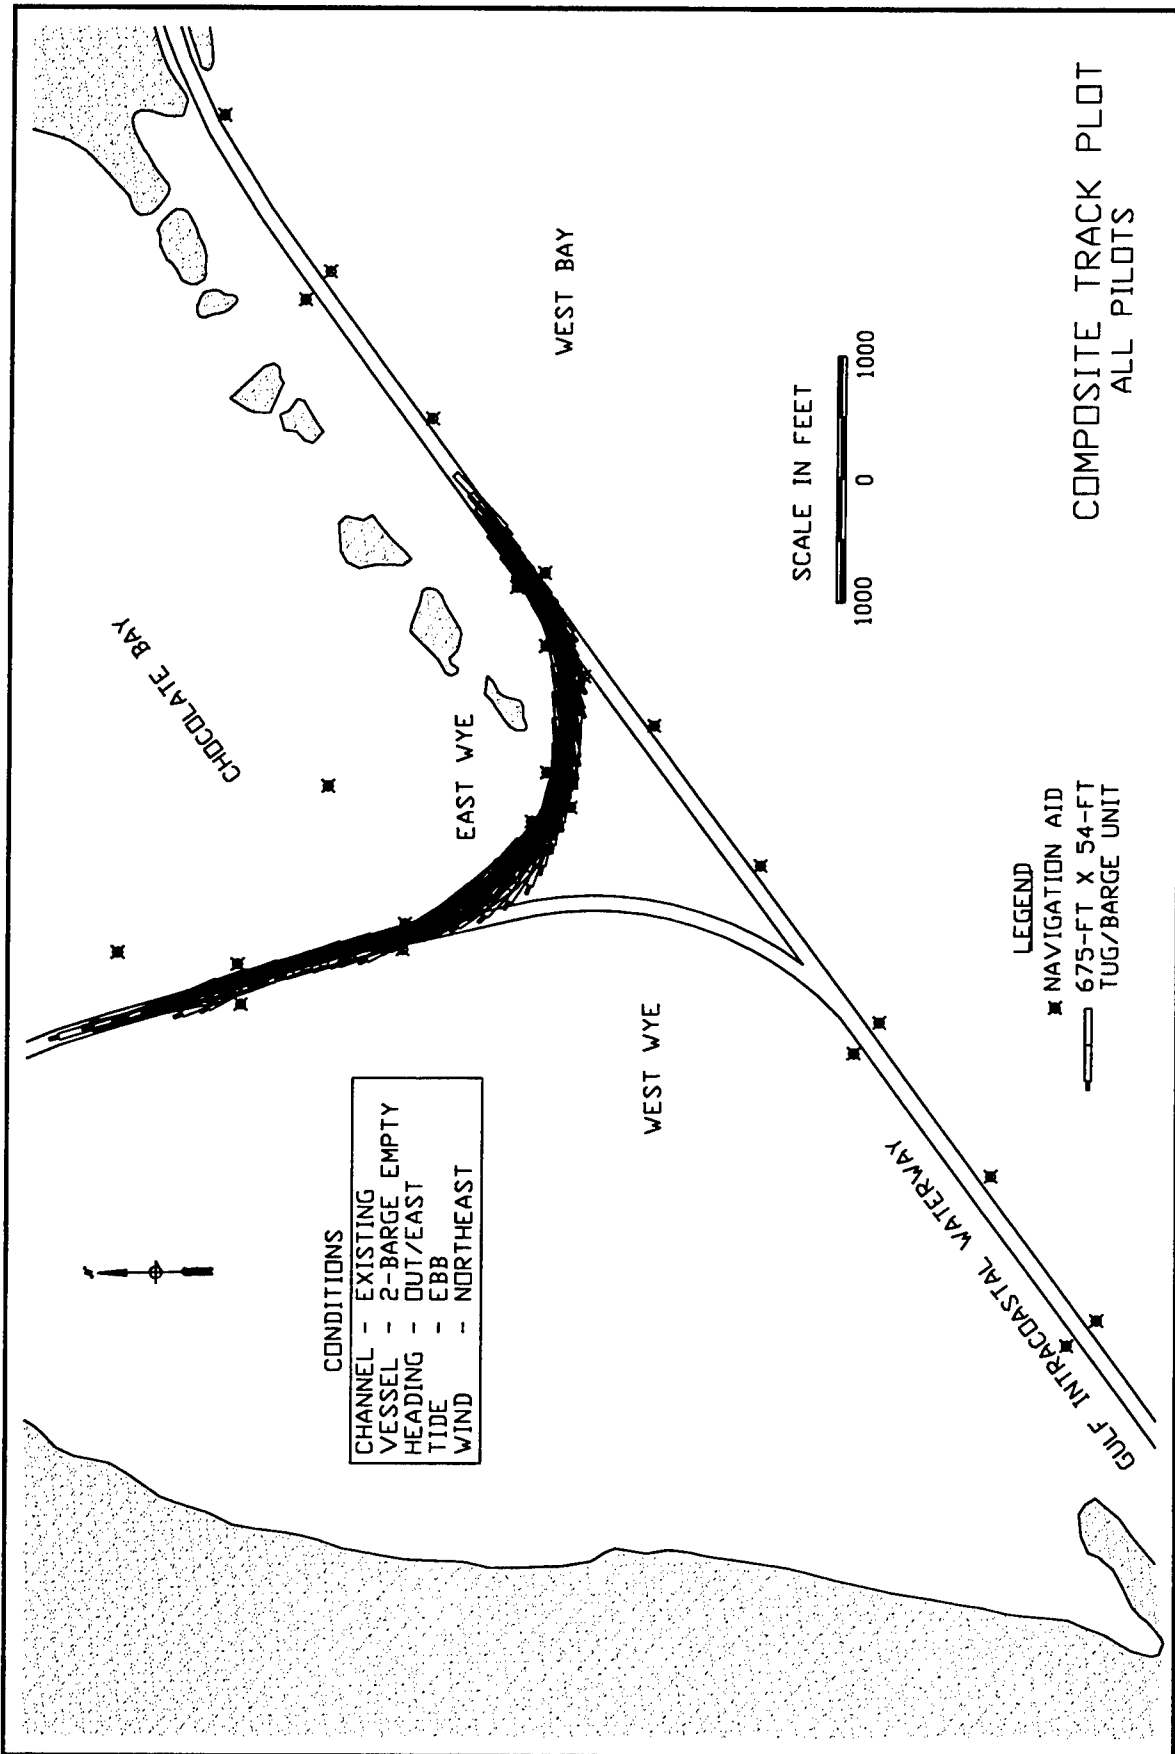 CHOCOLATE BAY
EAST WYE
WEST BAY
WEST WYE
GULF INTRACOASTAL WATERWAY
CONDITIONS
CHANNEL - EXISTING
VESSEL - 2-BARGE EMPTY
HEADING - OUT/EAST
TIDE - EBB
WIND - NORTHEAST
SCALE IN FEET
1000 0 1000
LEGEND
NAVIGATION AID
675-FT X 54-FT
TUG/BARGE UNIT
COMPOSITE TRACK PLOT
ALL PILOTS